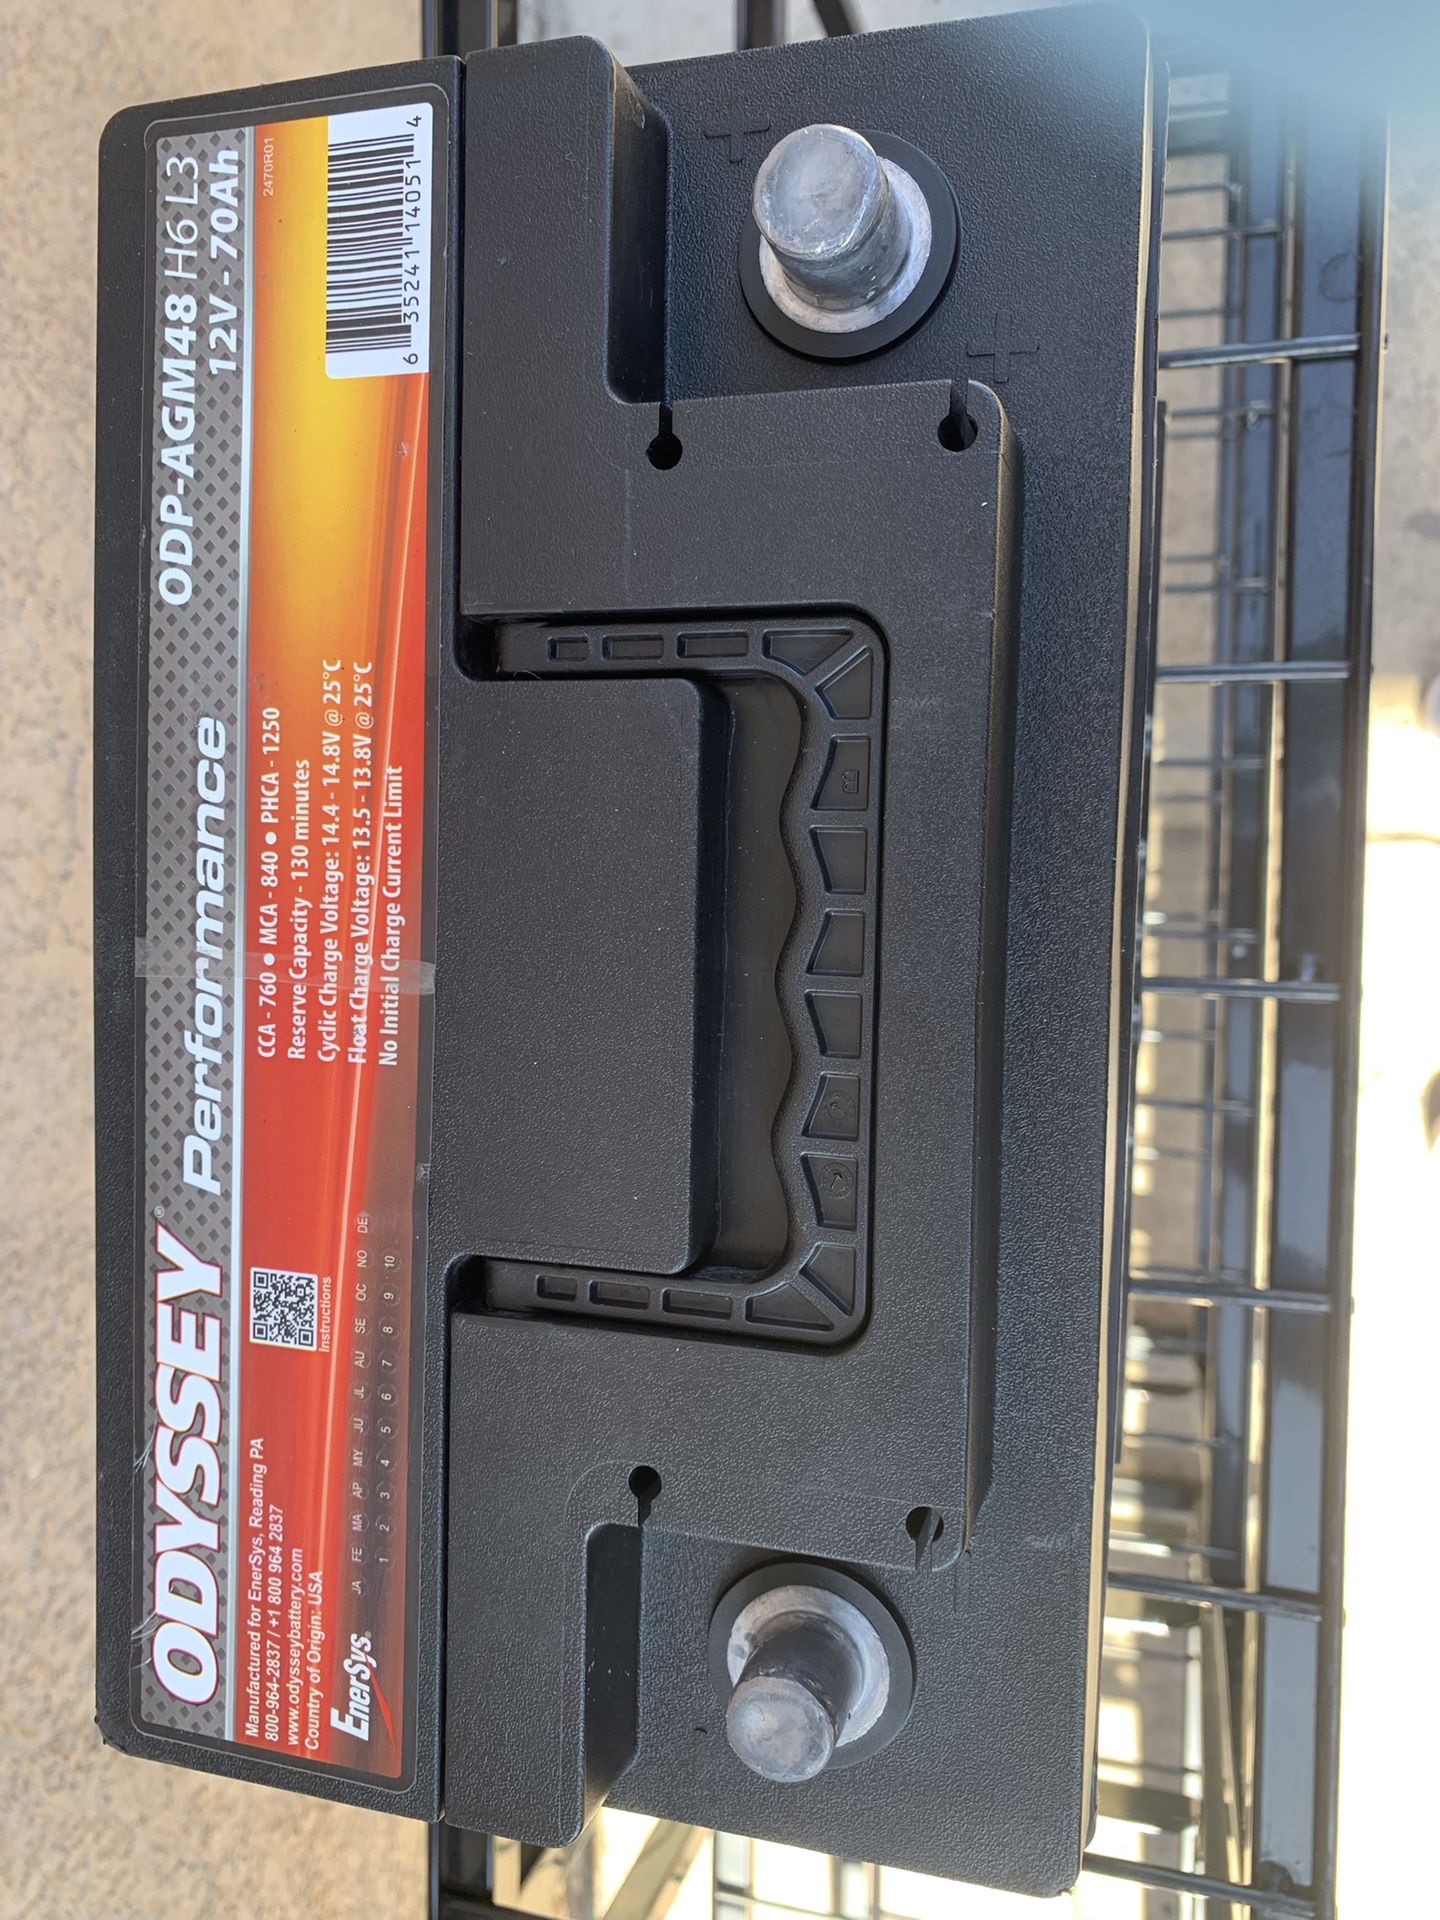 ODYSSEY® Performance ODP-AGM48 H6 L3
12V - 70Ah
Manufactured for EnerSys, Reading PA
800-964-2837 / +1 800 964 2837
www.odysseybattery.com
Country of Origin: USA
Instructions
CCA - 760 ● MCA - 840 ● PHCA - 1250
Reserve Capacity - 130 minutes
Cyclic Charge Voltage: 14.4 - 14.8V @ 25°C
Float Charge Voltage: 13.5 - 13.8V @ 25°C
No Initial Charge Current Limit
2470R01
6 35241 14051 4
EnerSys®
JA FE MA AP MY JU JL AU SE OC NO DE
1 2 3 4 5 6 7 8 9 10
+
+
-